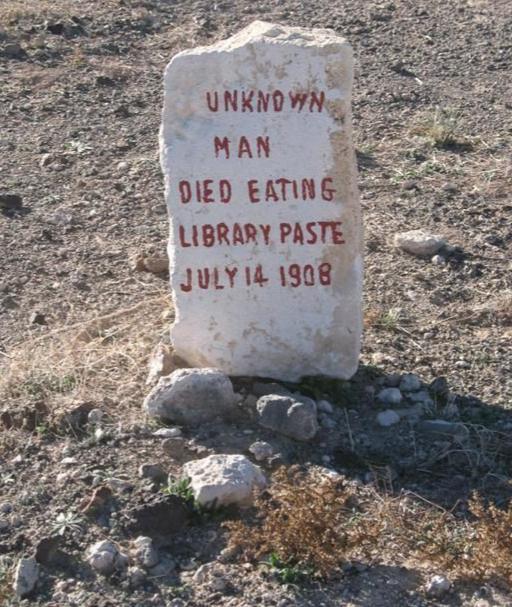 UNKNOWN
MAN
DIED EATING
LIBRARY PASTE
JULY 14 1908